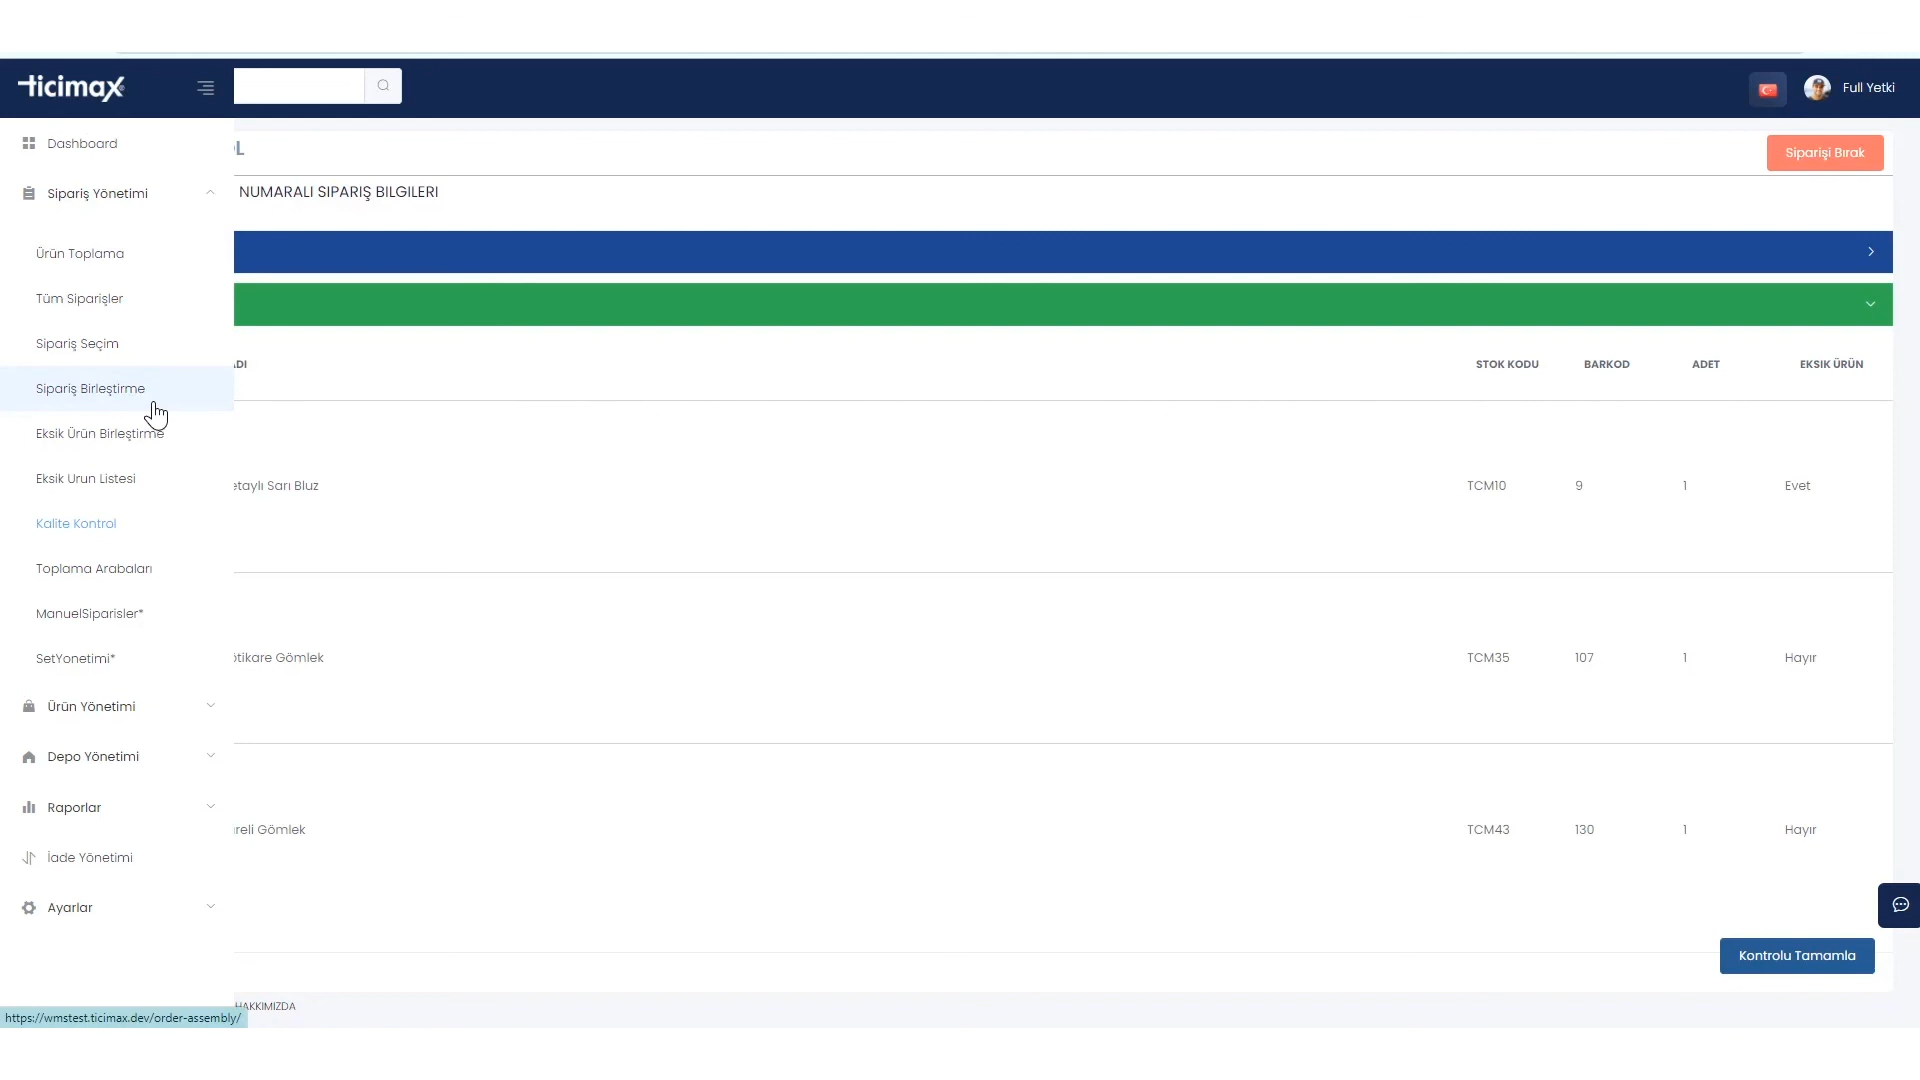 ticimax
Full Yetki
Dashboard
Siparişi Bırak
Sipariş Yönetimi
NUMARALI SIPARIŞ BILGILERI
Ürün Toplama
Tüm Siparişler
Sipariş Seçim
STOK KODU BARKOD ADET EKSIK ÜRÜN
Sipariş Birleştirme
Eksik Ürün Birleştirme
Eksik Urun Listesi
etaylı Sarı Bluz TCM10 9 1 Evet
Kalite Kontrol
Toplama Arabaları
ManuelSiparisler*
SetYonetimi*
ötikare Gömlek TCM35 107 1 Hayır
Ürün Yönetimi
Depo Yönetimi
Raporlar
reli Gömlek TCM43 130 1 Hayır
İade Yönetimi
Ayarlar
Kontrolu Tamamla
HAKKIMIZDA
https://wmstest.ticimax.dev/order-assembly/